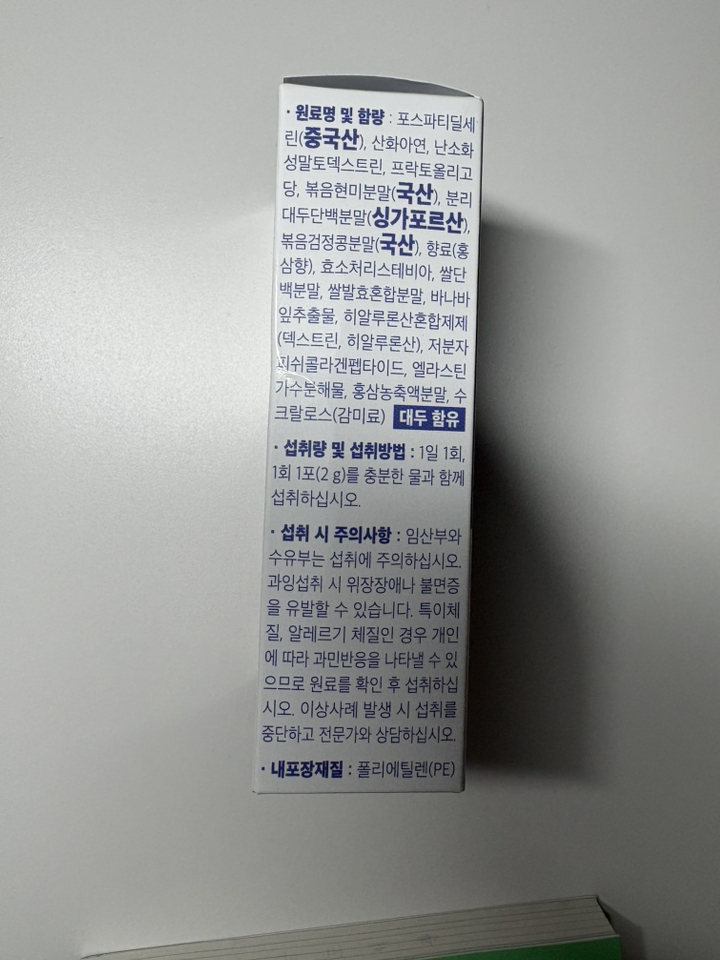 · 원료명 및 함량 : 포스파티딜세
린(중국산), 산화아연, 난소화
성말토덱스트린, 프락토올리고
당, 볶음현미분말(국산), 분리
대두단백분말(싱가포르산),
볶음검정콩분말(국산), 향료(홍
삼향), 효소처리스테비아, 쌀단
백분말, 쌀발효혼합분말, 바나바
잎추출물, 히알루론산혼합제제
(덱스트린, 히알루론산), 저분자
피쉬콜라겐펩타이드, 엘라스틴
가수분해물, 홍삼농축액분말, 수
크랄로스(감미료) 대두 함유
· 섭취량 및 섭취방법 : 1일 1회,
1회 1포(2 g)를 충분한 물과 함께
섭취하십시오.
· 섭취 시 주의사항 : 임산부와
수유부는 섭취에 주의하십시오.
과잉섭취 시 위장장애나 불면증
을 유발할 수 있습니다. 특이체
질, 알레르기 체질인 경우 개인
에 따라 과민반응을 나타낼 수 있
으므로 원료를 확인 후 섭취하십
시오. 이상사례 발생 시 섭취를
중단하고 전문가와 상담하십시오.
· 내포장재질 : 폴리에틸렌(PE)